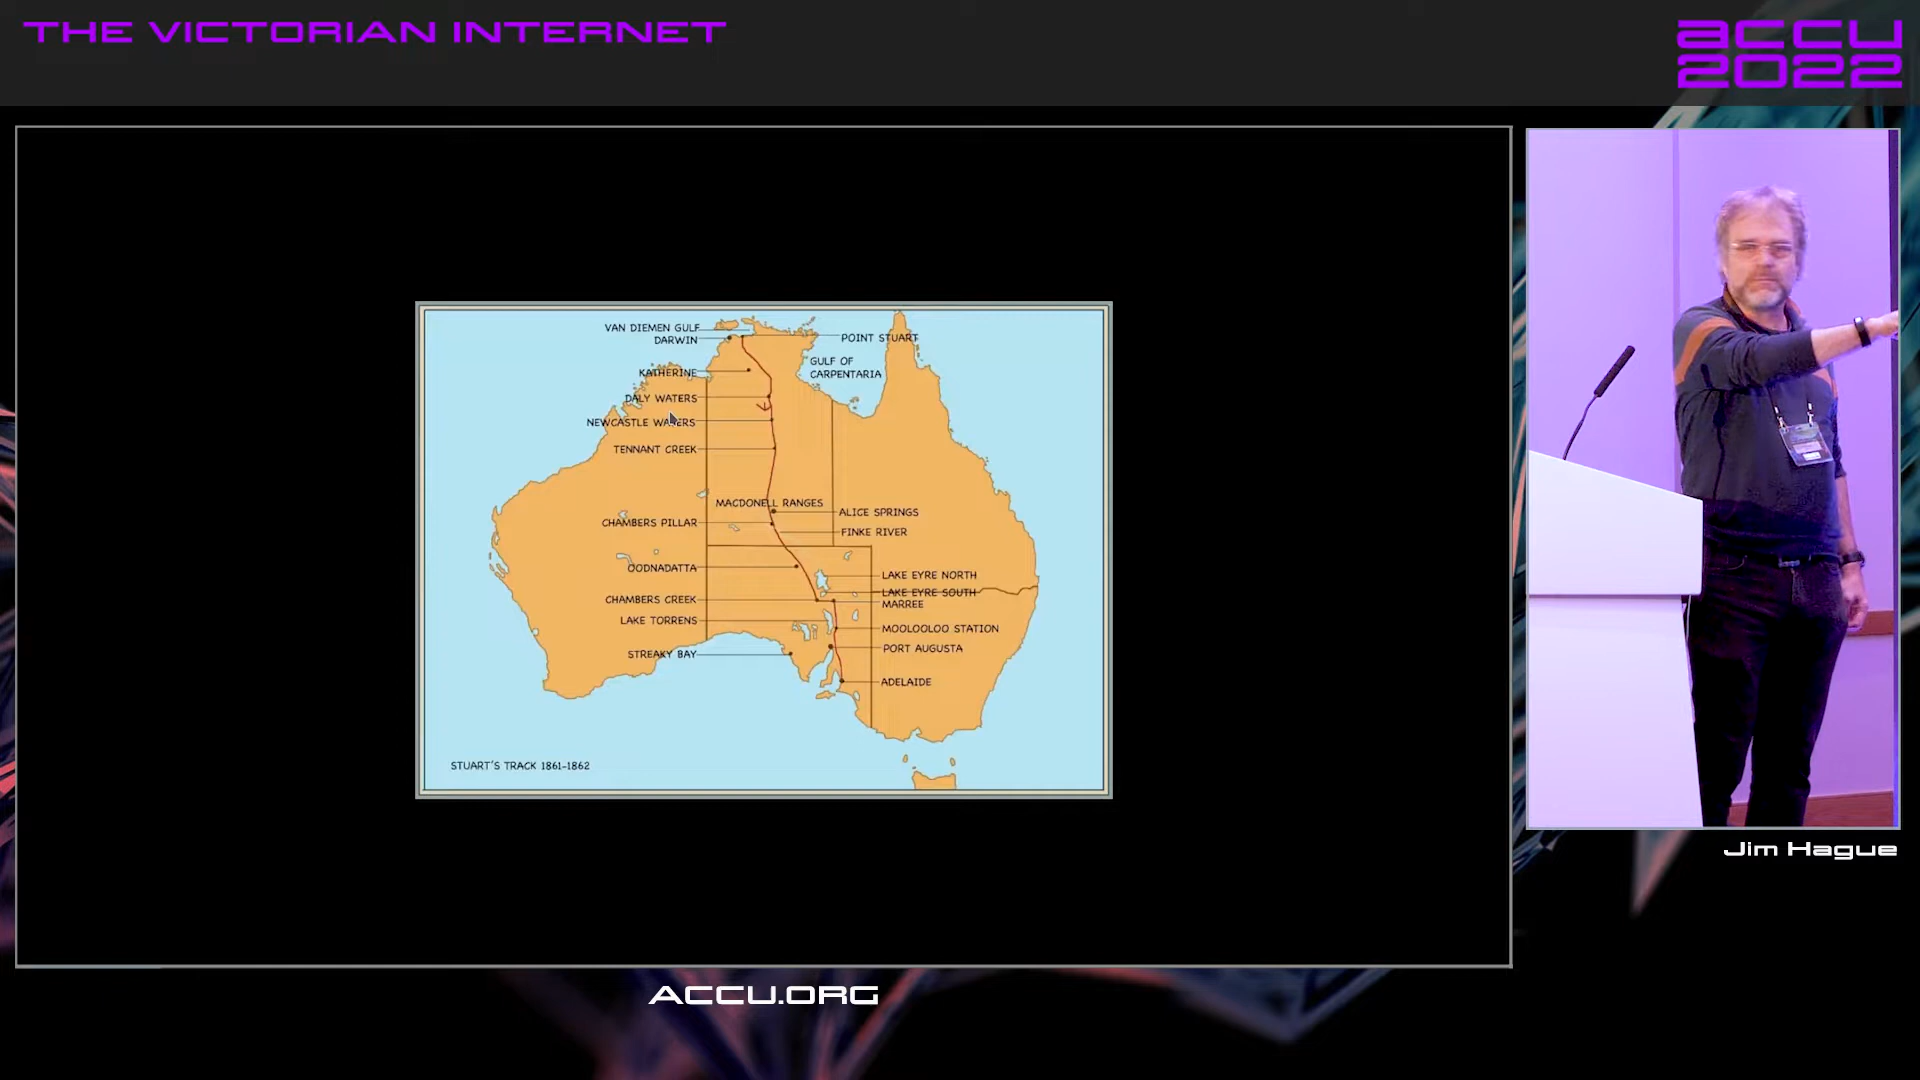 THE VICTORIAN INTERNET
accu
2022
VAN DIEMEN GULF
DARWIN
POINT STUART
GULF OF
CARPENTARIA
KATHERINE
DALY WATERS
NEWCASTLE WATERS
TENNANT CREEK
MACDONELL RANGES
ALICE SPRINGS
CHAMBERS PILLAR
FINKE RIVER
OODNADATTA
LAKE EYRE NORTH
LAKE EYRE SOUTH
CHAMBERS CREEK
MARREE
LAKE TORRENS
MOOLOOLOO STATION
PORT AUGUSTA
STREAKY BAY
ADELAIDE
STUART'S TRACK 1861-1862
Jim Hague
ACCU.ORG